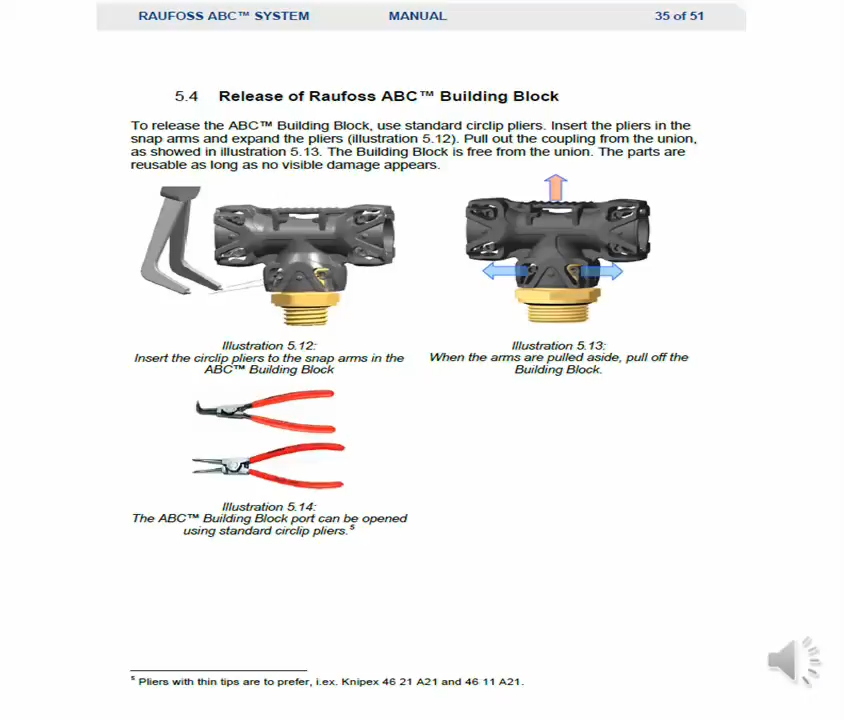 RAUFOSS ABC™ SYSTEM MANUAL 35 of 51
5.4 Release of Raufoss ABC™ Building Block
To release the ABC™ Building Block, use standard circlip pliers. Insert the pliers in the
snap arms and expand the pliers (illustration 5.12). Pull out the coupling from the union,
as showed in illustration 5.13. The Building Block is free from the union. The parts are
reusable as long as no visible damage appears.
Illustration 5.12:
Insert the circlip pliers to the snap arms in the
ABC™ Building Block
Illustration 5.13:
When the arms are pulled aside, pull off the
Building Block.
Illustration 5.14:
The ABC™ Building Block port can be opened
using standard circlip pliers.⁵
⁵ Pliers with thin tips are to prefer, i.ex. Knipex 46 21 A21 and 46 11 A21.